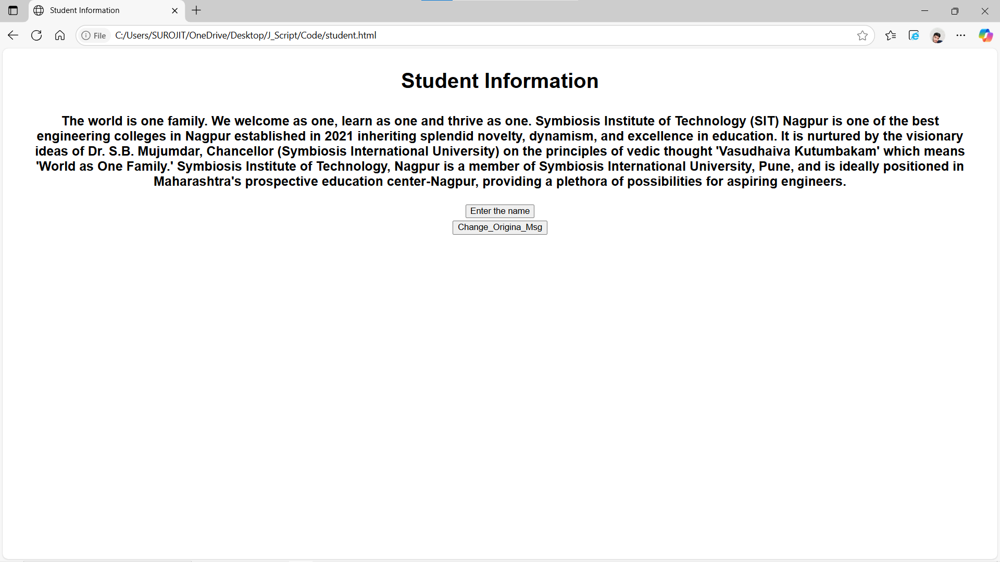 Student Information
File C:/Users/SUROJIT/OneDrive/Desktop/J_Script/Code/student.html
Student Information
The world is one family. We welcome as one, learn as one and thrive as one. Symbiosis Institute of Technology (SIT) Nagpur is one of the best
engineering colleges in Nagpur established in 2021 inheriting splendid novelty, dynamism, and excellence in education. It is nurtured by the visionary
ideas of Dr. S.B. Mujumdar, Chancellor (Symbiosis International University) on the principles of vedic thought 'Vasudhaiva Kutumbakam' which means
'World as One Family.' Symbiosis Institute of Technology, Nagpur is a member of Symbiosis International University, Pune, and is ideally positioned in
Maharashtra's prospective education center-Nagpur, providing a plethora of possibilities for aspiring engineers.
Enter the name
Change_Origina_Msg